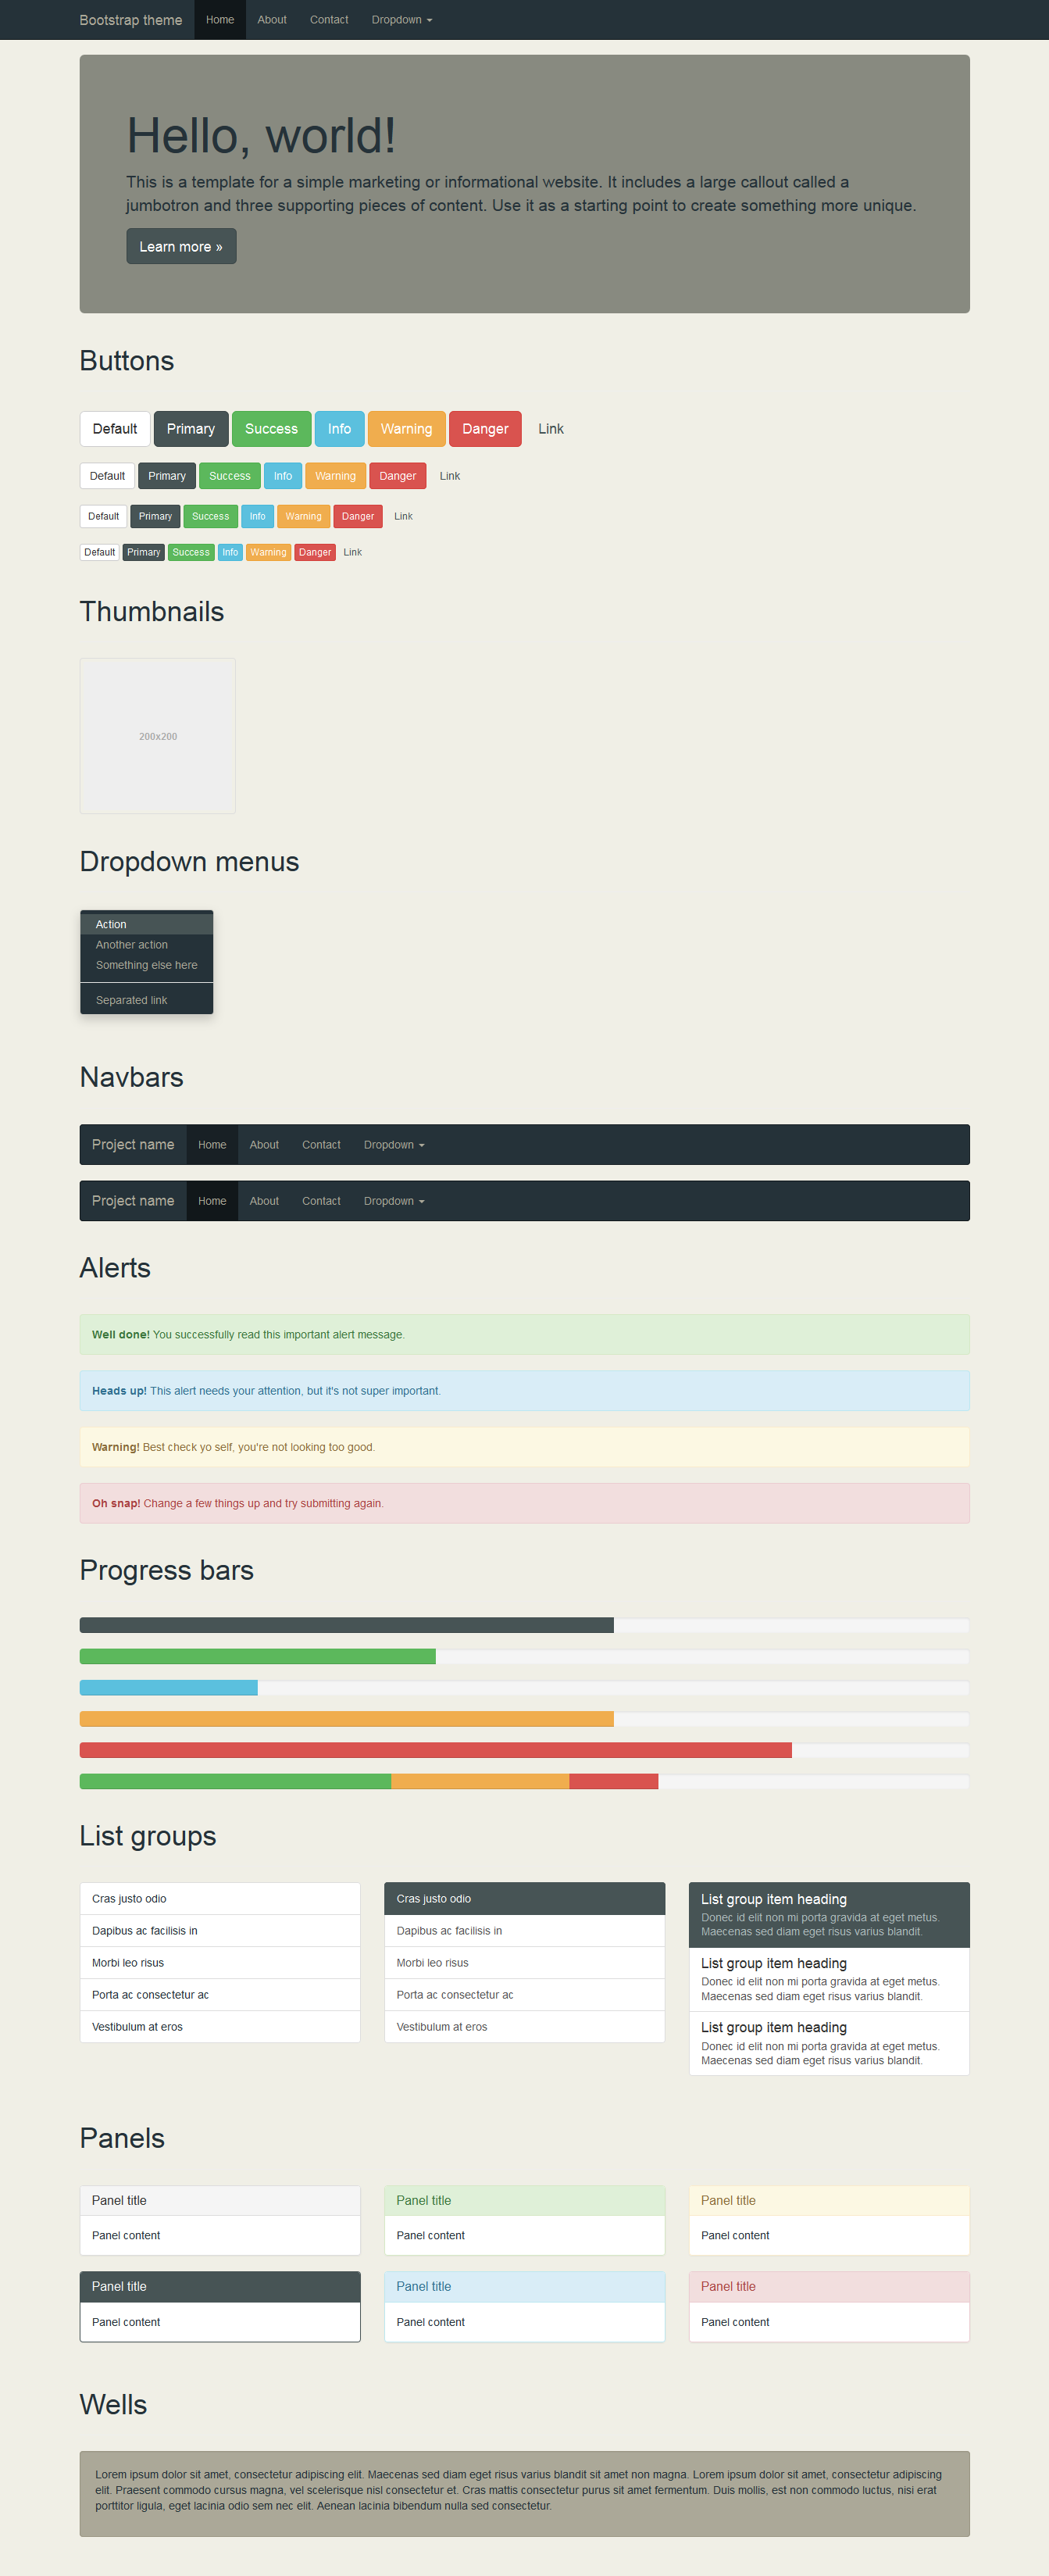 Bootstrap theme Home About Contact Dropdown
Hello, world!
This is a template for a simple marketing or informational website. It includes a large callout called a
jumbotron and three supporting pieces of content. Use it as a starting point to create something more unique.
Learn more »
Buttons
Default Primary Success Info Warning Danger Link
Default Primary Success Info Warning Danger Link
Default Primary Success Info Warning Danger Link
Default Primary Success Info Warning Danger Link
Thumbnails
200x200
Dropdown menus
Action
Another action
Something else here
Separated link
Navbars
Project name Home About Contact Dropdown
Project name Home About Contact Dropdown
Alerts
Well done! You successfully read this important alert message.
Heads up! This alert needs your attention, but it's not super important.
Warning! Best check yo self, you're not looking too good.
Oh snap! Change a few things up and try submitting again.
Progress bars
List groups
Cras justo odio
Dapibus ac facilisis in
Morbi leo risus
Porta ac consectetur ac
Vestibulum at eros
Cras justo odio
Dapibus ac facilisis in
Morbi leo risus
Porta ac consectetur ac
Vestibulum at eros
List group item heading
Donec id elit non mi porta gravida at eget metus.
Maecenas sed diam eget risus varius blandit.
List group item heading
Donec id elit non mi porta gravida at eget metus.
Maecenas sed diam eget risus varius blandit.
List group item heading
Donec id elit non mi porta gravida at eget metus.
Maecenas sed diam eget risus varius blandit.
Panels
Panel title
Panel content
Panel title
Panel content
Panel title
Panel content
Panel title
Panel content
Panel title
Panel content
Panel title
Panel content
Wells
Lorem ipsum dolor sit amet, consectetur adipiscing elit. Maecenas sed diam eget risus varius blandit sit amet non magna. Lorem ipsum dolor sit amet, consectetur adipiscing
elit. Praesent commodo cursus magna, vel scelerisque nisl consectetur et. Cras mattis consectetur purus sit amet fermentum. Duis mollis, est non commodo luctus, nisi erat
porttitor ligula, eget lacinia odio sem nec elit. Aenean lacinia bibendum nulla sed consectetur.